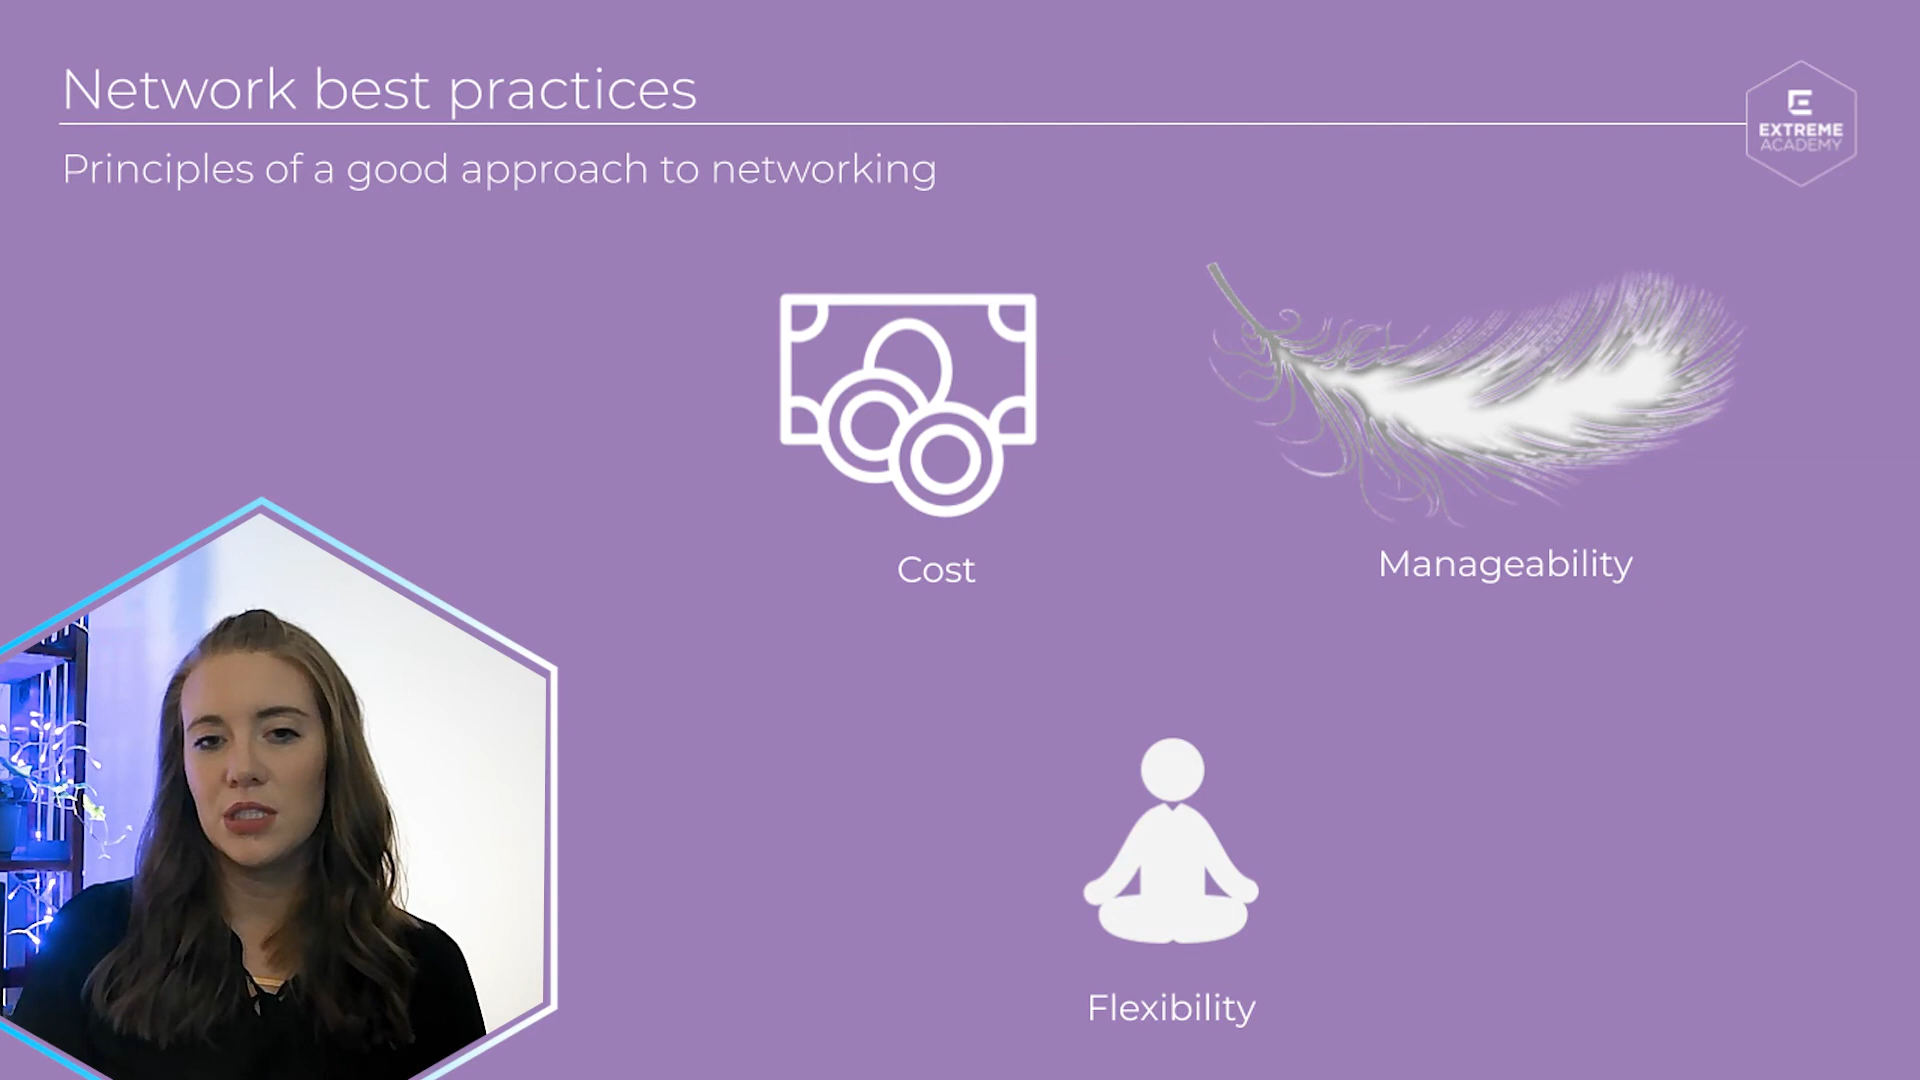 Network best practices
EXTREME
ACADEMY
Principles of a good approach to networking
Cost
Manageability
Flexibility